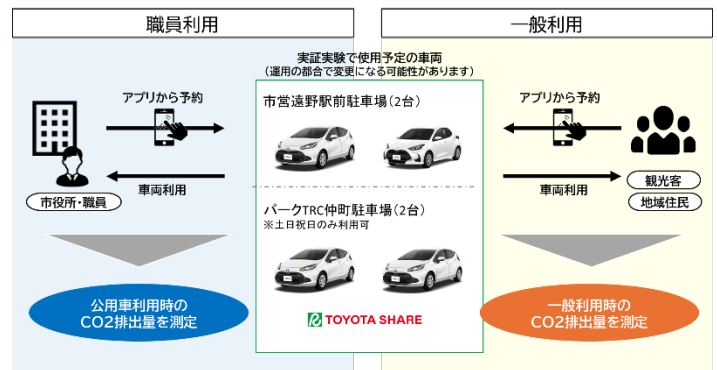 職員利用
一般利用
実証実験で使用予定の車両
(運用の都合で変更になる可能性があります)
アプリから予約
車両利用
市役所・職員
公用車利用時の
CO2排出量を測定
市営遠野駅前駐車場(2台)
パークTRC仲町駐車場(2台)
※土日祝日のみ利用可
TOYOTA SHARE
アプリから予約
車両利用
観光客
地域住民
一般利用時の
CO2排出量を測定